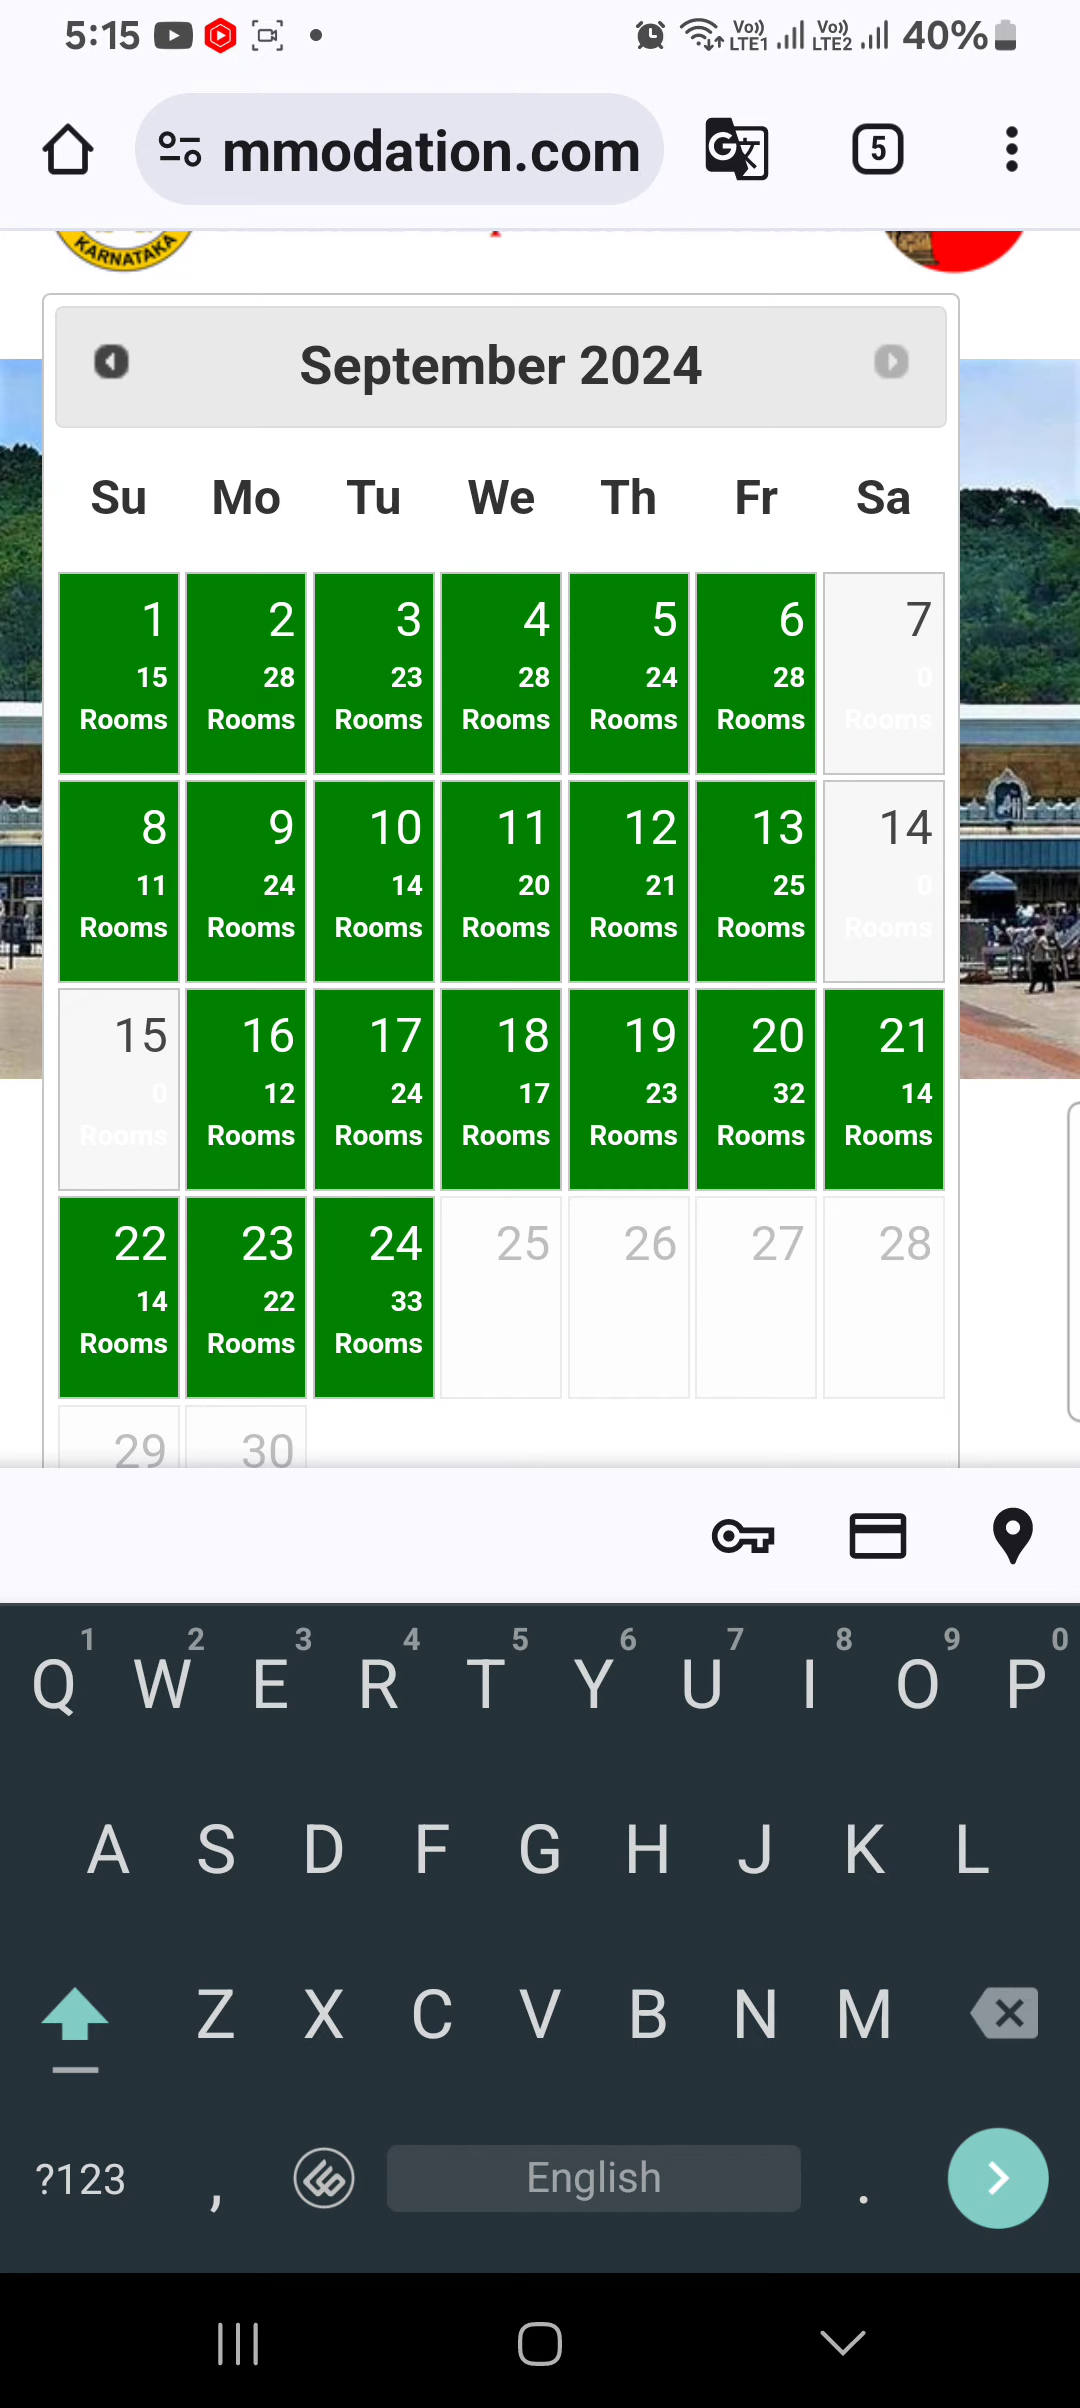 5:15 Vo)) LTE1 Vo)) LTE2 40%
mmodation.com 5
KARNATAKA
September 2024
Su Mo Tu We Th Fr Sa
1 2 3 4 5 6 7
15 28 23 28 24 28 0
Rooms Rooms Rooms Rooms Rooms Rooms Rooms
8 9 10 11 12 13 14
11 24 14 20 21 25 0
Rooms Rooms Rooms Rooms Rooms Rooms Rooms
15 16 17 18 19 20 21
0 12 24 17 23 32 14
Rooms Rooms Rooms Rooms Rooms Rooms Rooms
22 23 24 25 26 27 28
14 22 33
Rooms Rooms Rooms
29 30
1 2 3 4 5 6 7 8 9 0
Q W E R T Y U I O P
A S D F G H J K L
Z X C V B N M
?123 , English .